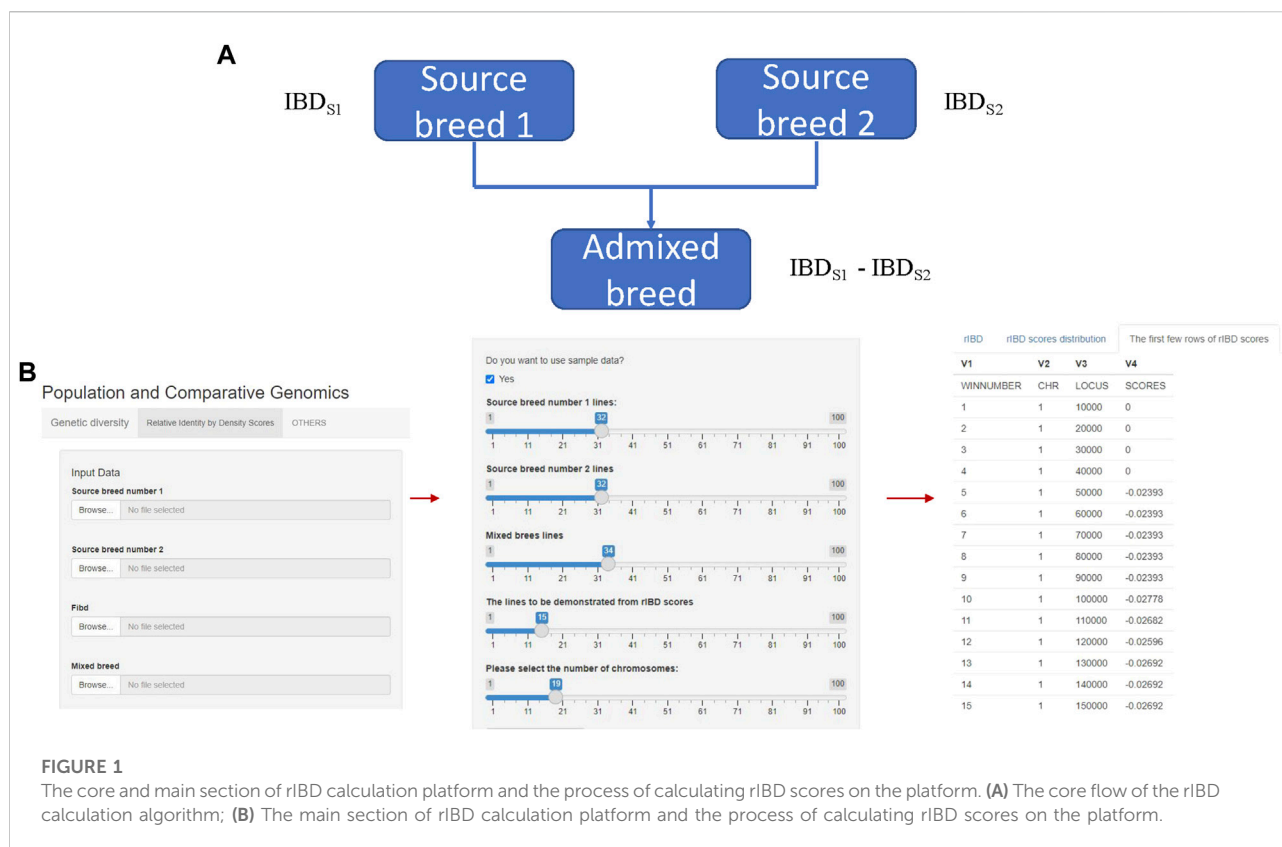 A
Source
breed 1
IBDS1
Source
breed 2
IBDS2
Admixed
breed
IBDS1 - IBDS2
B
Population and Comparative Genomics
Genetic diversity Relative Identity by Density Scores OTHERS
Input Data
Source breed number 1
Browse... No file selected
Source breed number 2
Browse... No file selected
Fibd
Browse... No file selected
Mixed breed
Browse... No file selected
Do you want to use sample data?
Yes
Source breed number 1 lines:
1 32 100
1 11 21 31 41 51 61 71 81 91 100
Source breed number 2 lines
1 32 100
1 11 21 31 41 51 61 71 81 91 100
Mixed brees lines
1 34 100
1 11 21 31 41 51 61 71 81 91 100
The lines to be demonstrated from rIBD scores
1 15 100
1 11 21 31 41 51 61 71 81 91 100
Please select the number of chromosomes:
1 19 100
1 11 21 31 41 51 61 71 81 91 100
rIBD rIBD scores distribution The first few rows of rIBD scores
V1 V2 V3 V4
WINNUMBER CHR LOCUS SCORES
1 1 10000 0
2 1 20000 0
3 1 30000 0
4 1 40000 0
5 1 50000 -0.02393
6 1 60000 -0.02393
7 1 70000 -0.02393
8 1 80000 -0.02393
9 1 90000 -0.02393
10 1 100000 -0.02778
11 1 110000 -0.02682
12 1 120000 -0.02596
13 1 130000 -0.02692
14 1 140000 -0.02692
15 1 150000 -0.02692
FIGURE 1
The core and main section of rIBD calculation platform and the process of calculating rIBD scores on the platform. (A) The core flow of the rIBD
calculation algorithm; (B) The main section of rIBD calculation platform and the process of calculating rIBD scores on the platform.